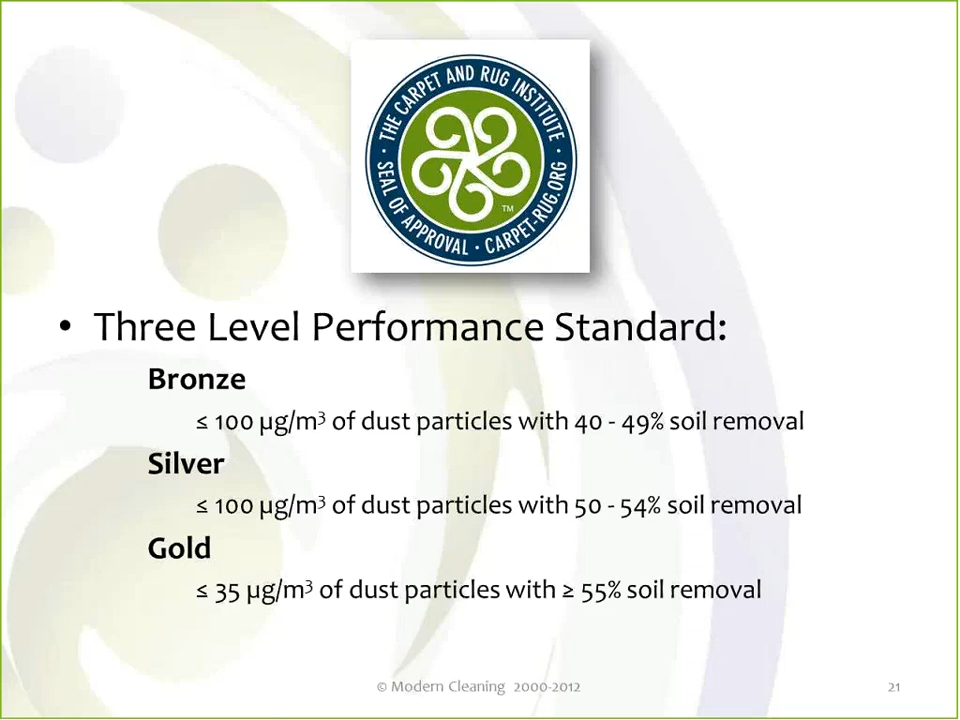 THE CARPET AND RUG INSTITUTE
SEAL OF APPROVAL · CARPET-RUG.ORG
TM
• Three Level Performance Standard:
Bronze
≤ 100 µg/m³ of dust particles with 40 - 49% soil removal
Silver
≤ 100 µg/m³ of dust particles with 50 - 54% soil removal
Gold
≤ 35 µg/m³ of dust particles with ≥ 55% soil removal
© Modern Cleaning 2000-2012
21